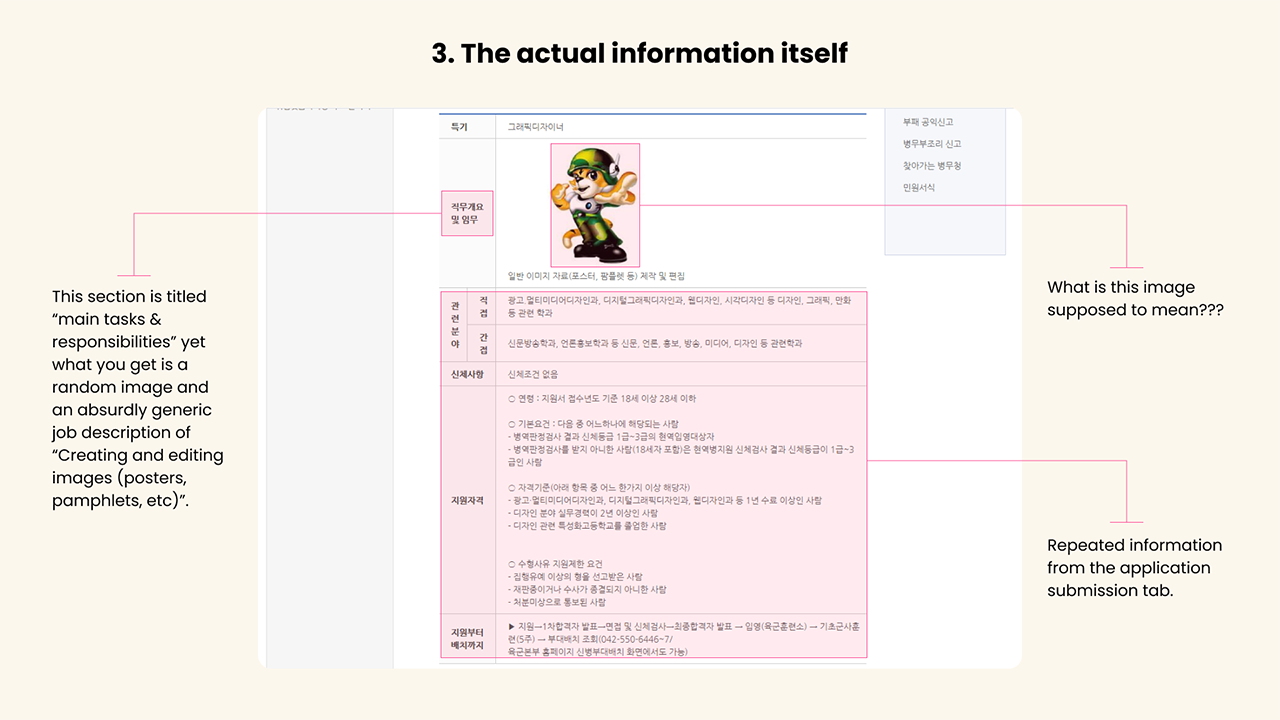 3. The actual information itself
특기
그래픽디자이너
직무개요
및 임무
일반 이미지 자료(포스터, 팜플렛 등) 제작 및 편집
관
련
분
야
직
접
광고.멀티미디어디자인과, 디지털그래픽디자인과, 웹디자인, 시각디자인 등 디자인, 그래픽, 만화
등 관련 학과
간
접
신문방송학과, 언론홍보학과 등 신문, 언론, 홍보, 방송, 미디어, 디자인 등 관련학과
신체사항
신체조건 없음
지원자격
○ 연령 : 지원서 접수년도 기준 18세 이상 28세 이하
○ 기본요건 : 다음 중 어느하나에 해당되는 사람
- 병역판정검사 결과 신체등급 1급~3급의 현역입영대상자
- 병역판정검사를 받지 아니한 사람(18세자 포함)은 현역병지원 신체검사 결과 신체등급이 1급~3
급인 사람
○ 자격기준(아래 항목 중 어느 한가지 이상 해당자)
- 광고·멀티미디어디자인과, 디지털그래픽디자인과, 웹디자인과 등 1년 수료 이상인 사람
- 디자인 분야 실무경력이 2년 이상인 사람
- 디자인 관련 특성화고등학교를 졸업한 사람
○ 수형사유 지원제한 요건
- 집행유예 이상의 형을 선고받은 사람
- 재판중이거나 수사가 종결되지 아니한 사람
- 처분미상으로 통보된 사람
지원부터
배치까지
▶ 지원→1차합격자 발표→면접 및 신체검사→최종합격자 발표 → 입영(육군훈련소) → 기초군사훈
련(5주) → 부대배치 조회(042-550-6446~7/
육군본부 홈페이지 신병부대배치 화면에서도 가능)
부패 공익신고
병무부조리 신고
찾아가는 병무청
민원서식
This section is titled
“main tasks &
responsibilities” yet
what you get is a
random image and
an absurdly generic
job description of
“Creating and editing
images (posters,
pamphlets, etc)”.
What is this image
supposed to mean???
Repeated information
from the application
submission tab.